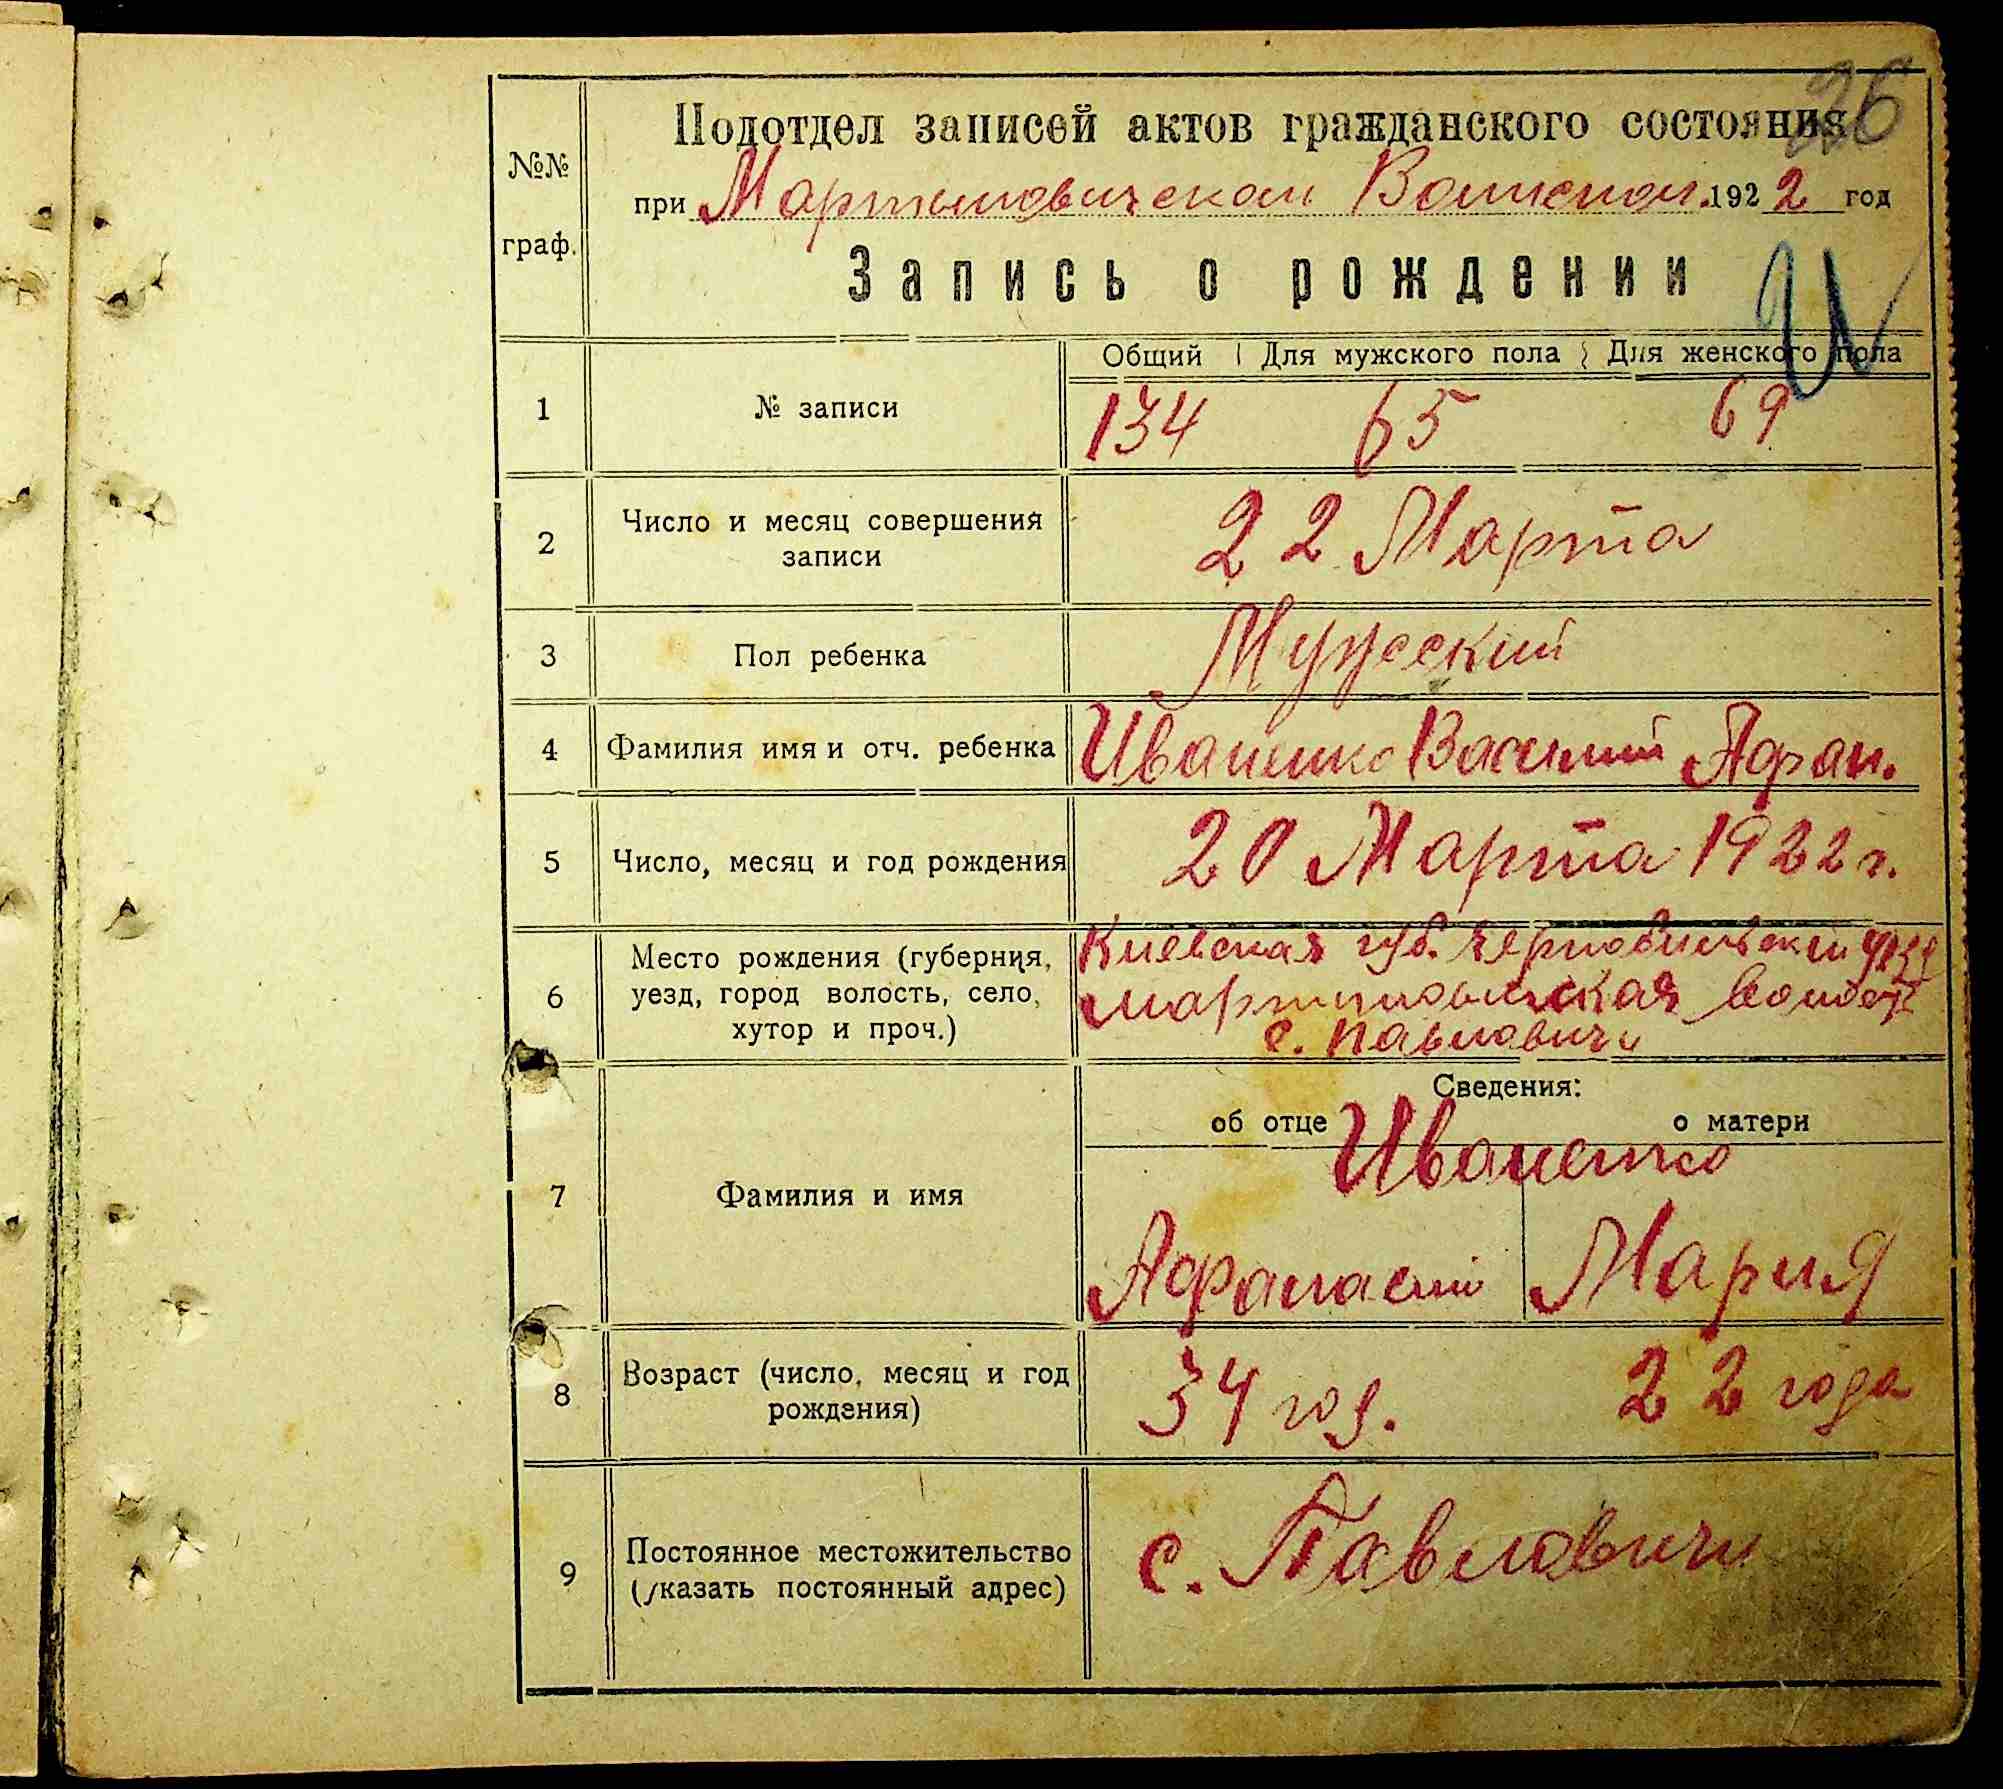 36
Подотдел записей актов гражданского состояния
№№ граф.
при Мартыновичском Волиспол. 1922 год
Запись о рождении
И
Общий Для мужского пола Для женского пола
1 № записи 134 65 69
2 Число и месяц совершения записи 22 Марта
3 Пол ребенка Мужеский
4 Фамилия имя и отч. ребенка Иваненко Василий Афан.
5 Число, месяц и год рождения 20 Марта 1922 г.
6 Место рождения (губерния, Киевская губ. Чернобильский уезд
уезд, город волость, село, мартиновичская волость
хутор и проч.) с. Павловичи
Сведения:
об отце о матери
Иваненко
7 Фамилия и имя
Афанасий Мария
8 Возраст (число, месяц и год рождения) 34 год. 22 года
9 Постоянное местожительство с. Павловичи
(указать постоянный адрес)